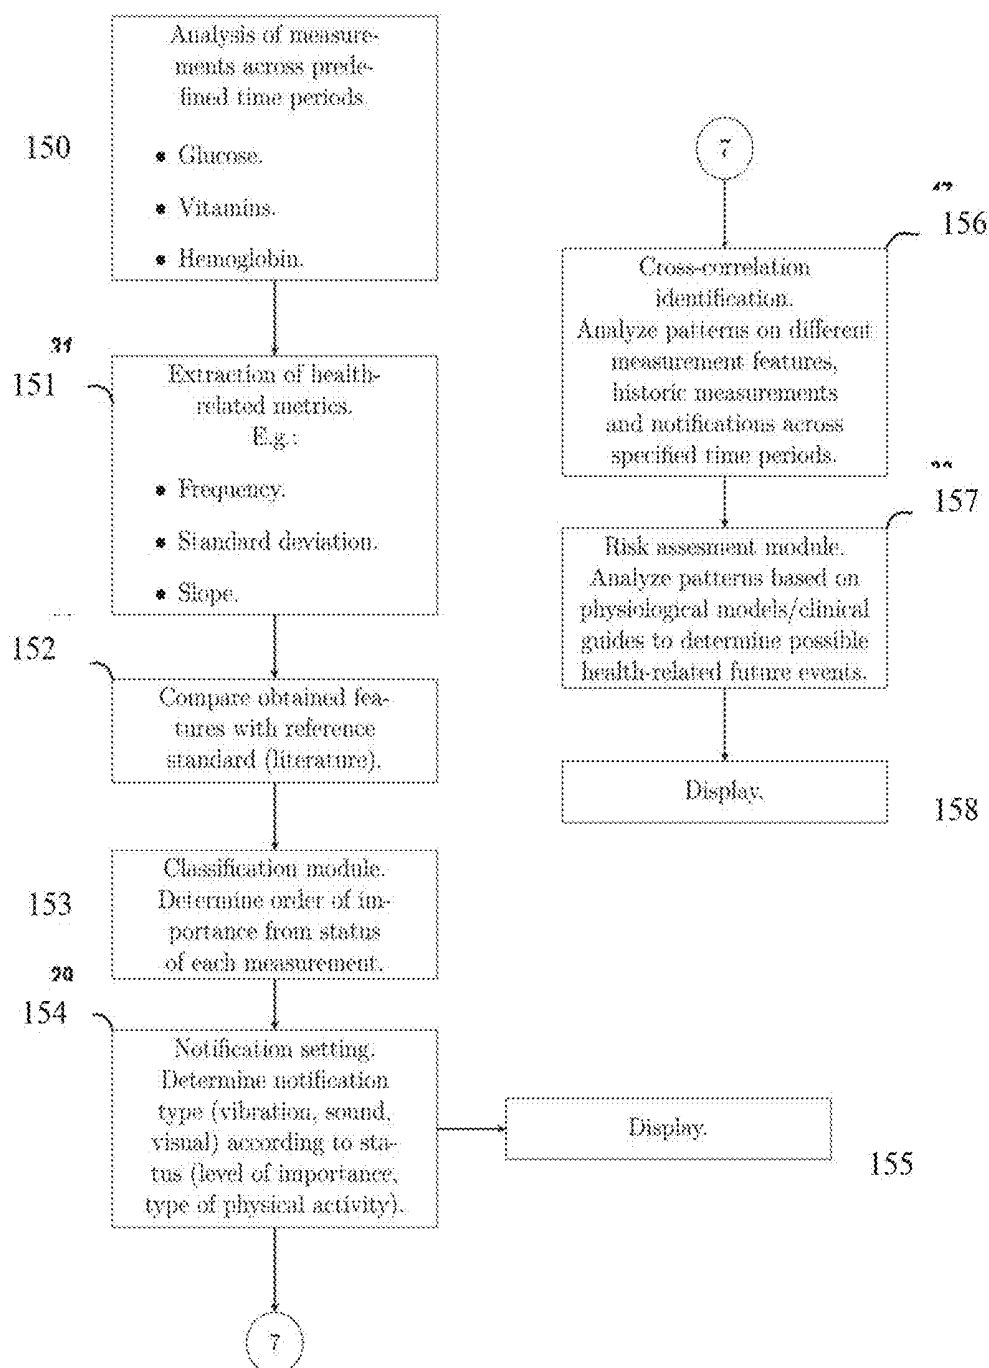 Analysis of measure-
ments across prede-
fined time periods
• Glucose.
• Vitamins.
• Hemoglobin.
150
151
Extraction of health-
related metrics.
E.g.:
• Frequency.
• Standard deviation.
• Slope.
152
Compare obtained fea-
tures with reference
standard (literature).
153
Classification module.
Determine order of im-
portance from status
of each measurement.
154
Notification setting.
Determine notification
type (vibration, sound,
visual) according to sta-
tus (level of importance,
type of physical activity).
Display.
155
7
7
156
Cross-correlation
identification.
Analyze patterns on different
measurement features,
historic measurements
and notifications across
specified time periods.
157
Risk assesment module.
Analyze patterns based on
physiological models/clinical
guides to determine possible
health-related future events.
Display.
158